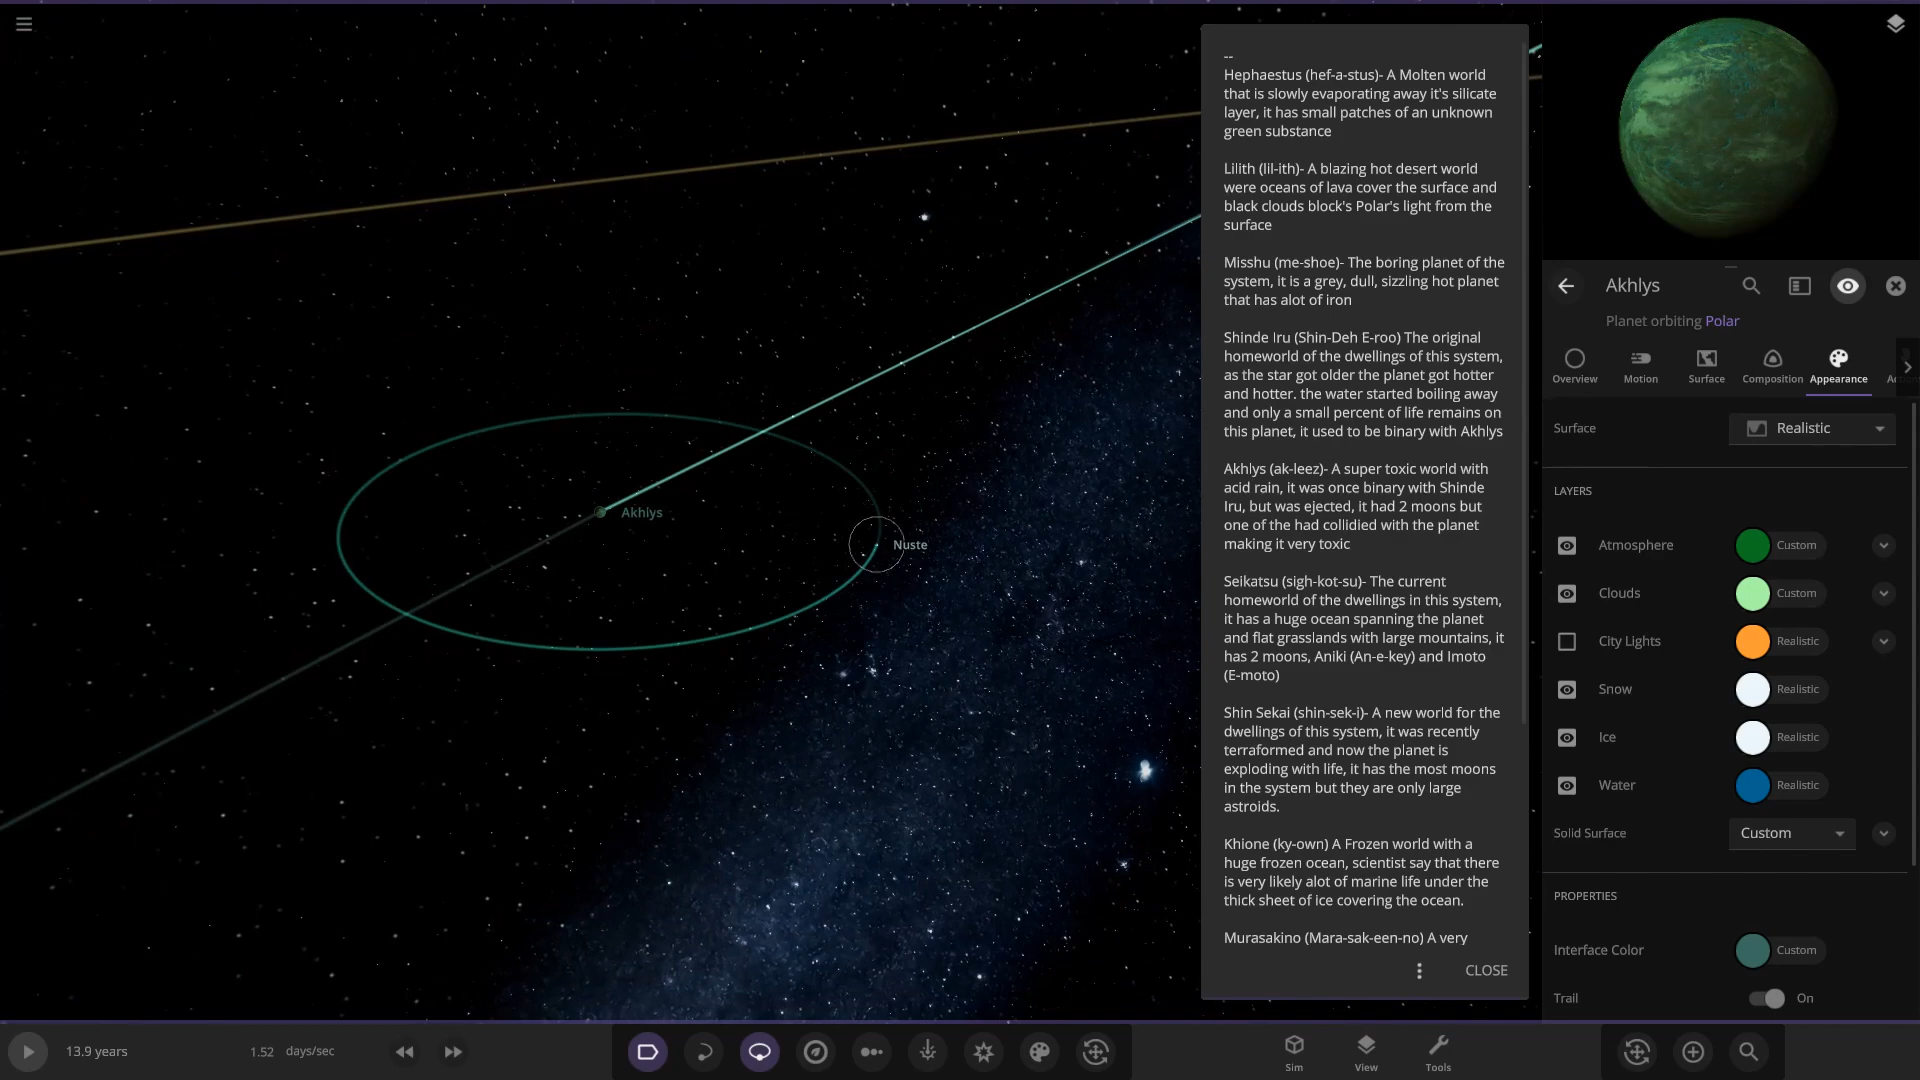 --
Hephaestus (hef-a-stus)- A Molten world
that is slowly evaporating away it's silicate
layer, it has small patches of an unknown
green substance
Lilith (lil-ith)- A blazing hot desert world
were oceans of lava cover the surface and
black clouds block's Polar's light from the
surface
Misshu (me-shoe)- The boring planet of the
system, it is a grey, dull, sizzling hot planet
that has alot of iron
Shinde Iru (Shin-Deh E-roo) The original
homeworld of the dwellings of this system,
as the star got older the planet got hotter
and hotter. the water started boiling away
and only a small percent of life remains on
this planet, it used to be binary with Akhlys
Akhlys (ak-leez)- A super toxic world with
acid rain, it was once binary with Shinde
Iru, but was ejected, it had 2 moons but
one of the had collidied with the planet
making it very toxic
Seikatsu (sigh-kot-su)- The current
homeworld of the dwellings in this system,
it has a huge ocean spanning the planet
and flat grasslands with large mountains, it
has 2 moons, Aniki (An-e-key) and Imoto
(E-moto)
Shin Sekai (shin-sek-i)- A new world for the
dwellings of this system, it was recently
terraformed and now the planet is
exploding with life, it has the most moons
in the system but they are only large
astroids.
Khione (ky-own) A Frozen world with a
huge frozen ocean, scientist say that there
is very likely alot of marine life under the
thick sheet of ice covering the ocean.
Murasakino (Mara-sak-een-no) A very
CLOSE
Akhlys
Nuste
Akhlys
Planet orbiting Polar
Overview
Motion
Surface
Composition
Appearance
Surface
Realistic
LAYERS
Atmosphere
Custom
Clouds
Custom
City Lights
Realistic
Snow
Realistic
Ice
Realistic
Water
Realistic
Solid Surface
Custom
PROPERTIES
Interface Color
Custom
Trail
On
13.9 years
1.52 days/sec
Sim
View
Tools